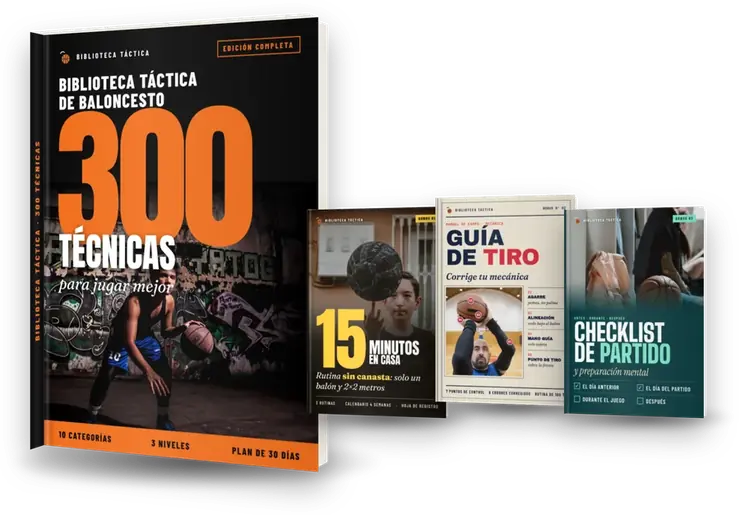 BIBLIOTECA TÁCTICA
EDICIÓN COMPLETA
BIBLIOTECA TÁCTICA
DE BALONCESTO
300
TÉCNICAS
para jugar mejor
10 CATEGORÍAS
3 NIVELES
PLAN DE 30 DÍAS
BIBLIOTECA TÁCTICA · 300 TÉCNICAS
BIBLIOTECA TÁCTICA
15
MINUTOS
EN CASA
Rutina sin canasta: solo un
balón y 2×2 metros
RUTINAS
CALENDARIO 4 SEMANAS
HOJA DE REGISTRO
BIBLIOTECA TÁCTICA
GUÍA
DE TIRO
Corrige tu mecánica
AGARRE
ALINEACIÓN
MANO GUÍA
PUNTO DE TIRO
BIBLIOTECA TÁCTICA
ANTES · DURANTE · DESPUÉS
CHECKLIST
DE PARTIDO
y preparación mental
EL DÍA ANTERIOR
EL DÍA DEL PARTIDO
DURANTE EL JUEGO
DESPUÉS